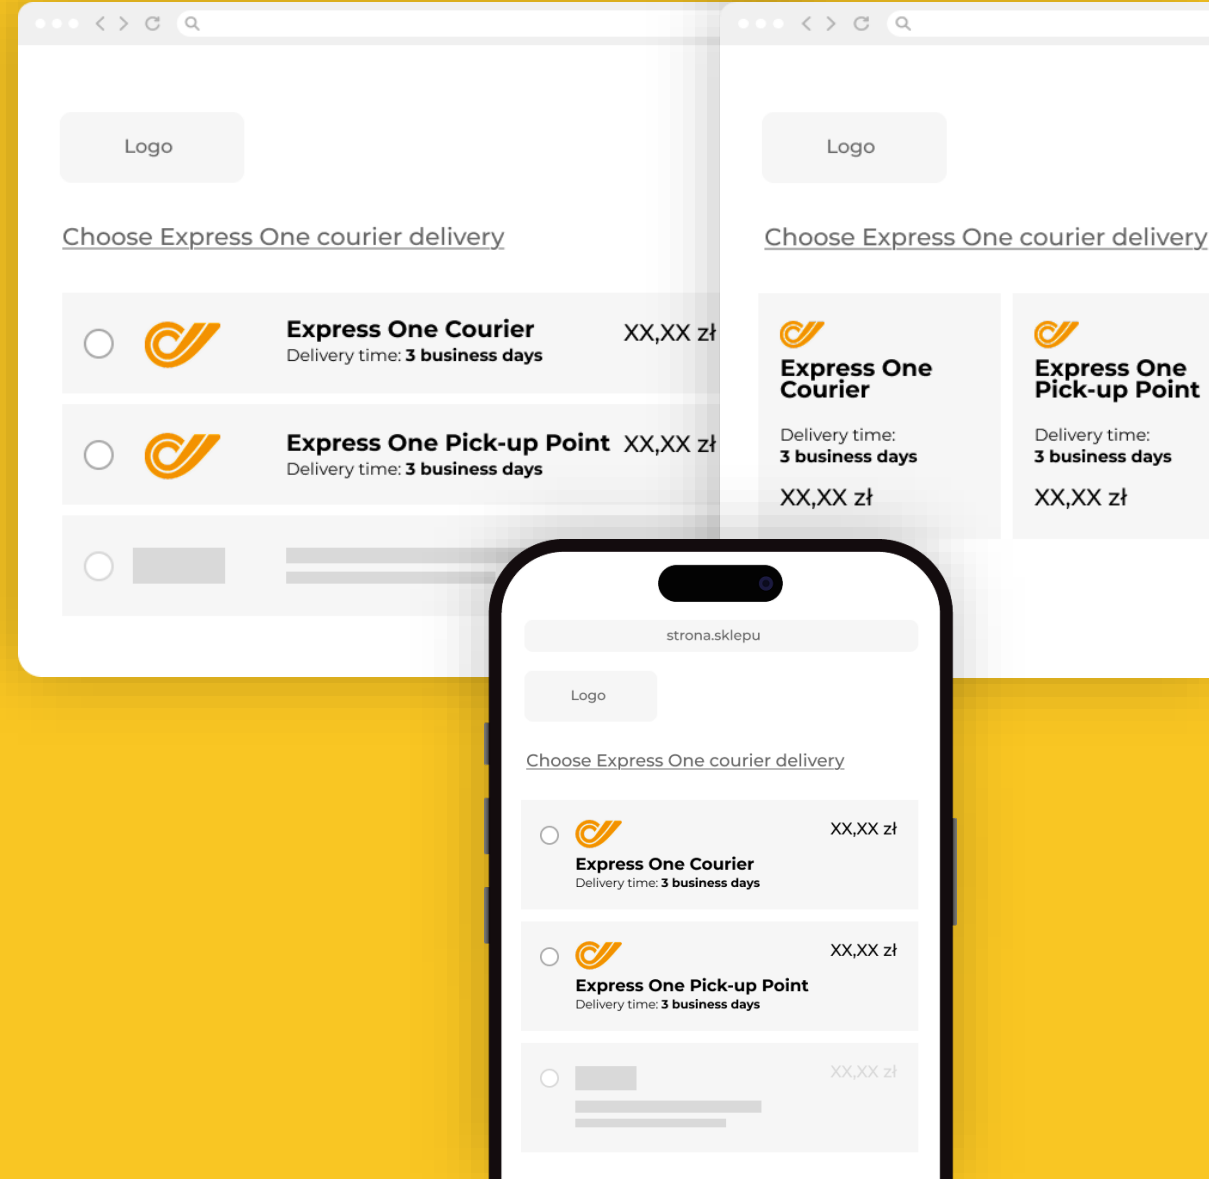 Logo
Choose Express One courier delivery
Express One Courier
Delivery time: 3 business days
XX,XX zł
Express One Pick-up Point
Delivery time: 3 business days
XX,XX zł
Logo
Choose Express One courier delivery
Express One
Courier
Delivery time:
3 business days
XX,XX zł
Express One
Pick-up Point
Delivery time:
3 business days
XX,XX zł
strona.sklepu
Logo
Choose Express One courier delivery
XX,XX zł
Express One Courier
Delivery time: 3 business days
XX,XX zł
Express One Pick-up Point
Delivery time: 3 business days
XX,XX zł